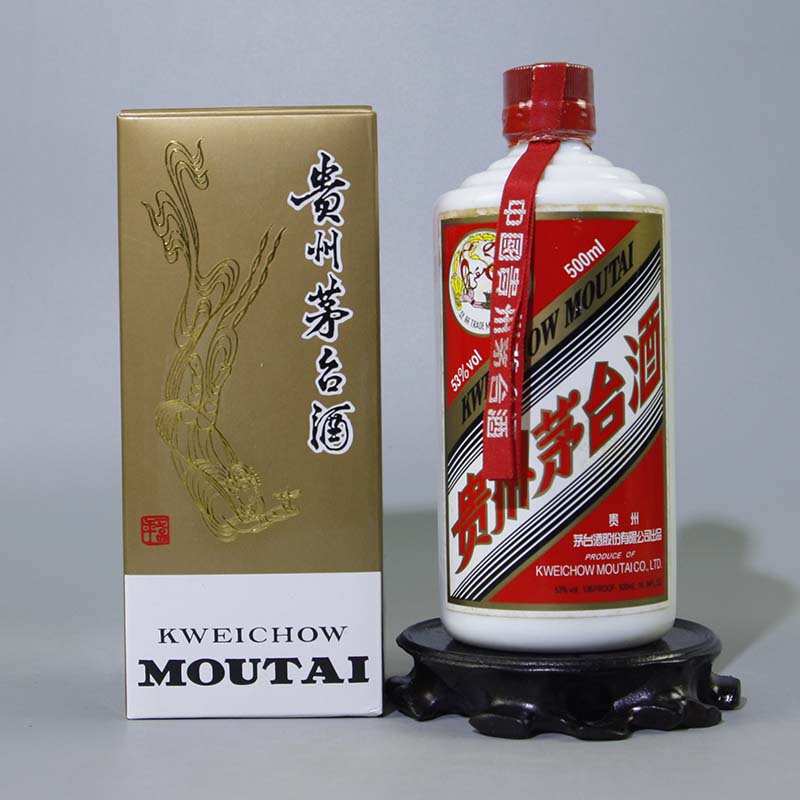 貴州茅台酒
KWEICHOW
MOUTAI
中國贵州茅台酒
500ml
53%vol
KWEICHOW MOUTAI
贵州茅台酒
贵州
茅台酒股份有限公司出品
PRODUCE OF
KWEICHOW MOUTAI CO., LTD.